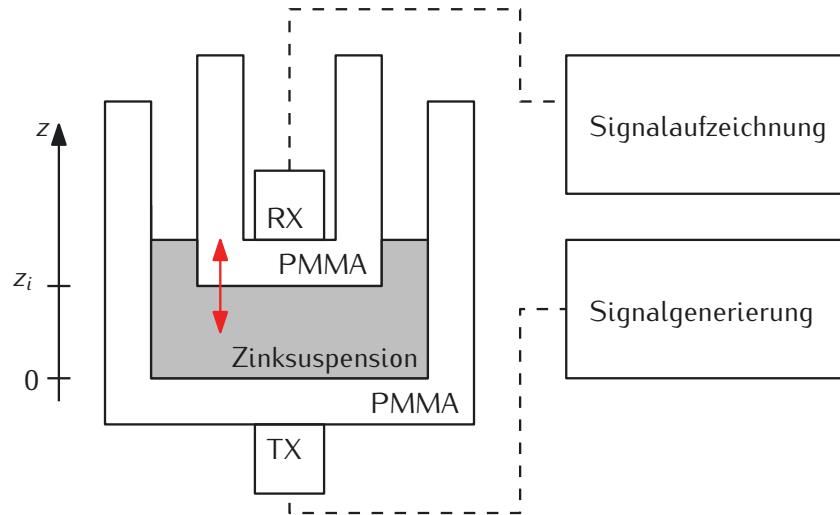 z
Signalaufzeichnung
RX
PMMA
z_i
Signalgenerierung
Zinksuspension
0
PMMA
TX